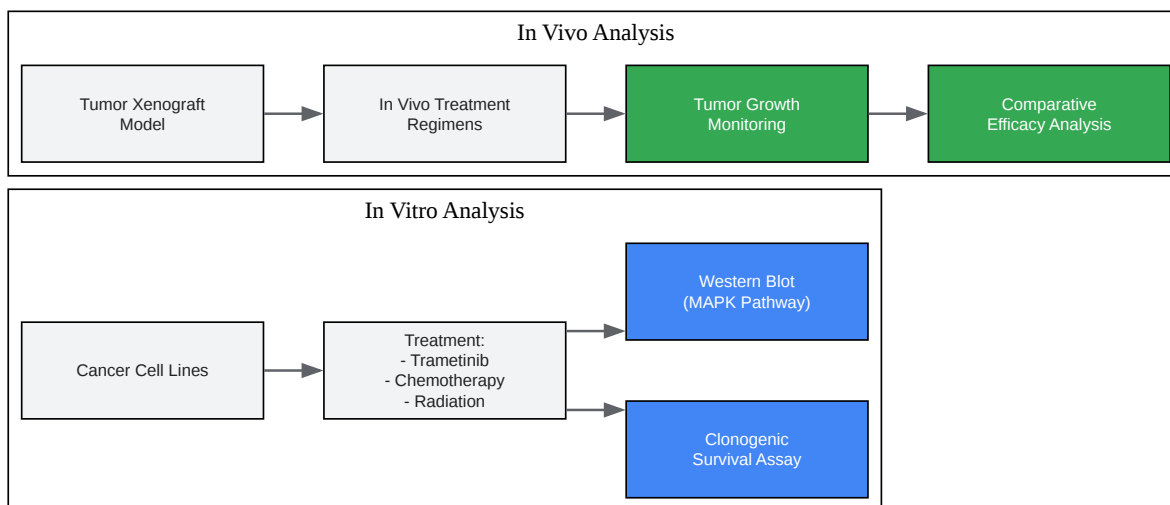 In Vivo Analysis
Tumor Xenograft
Model
In Vivo Treatment
Regimens
Tumor Growth
Monitoring
Comparative
Efficacy Analysis
In Vitro Analysis
Cancer Cell Lines
Treatment:
- Trametinib
- Chemotherapy
- Radiation
Western Blot
(MAPK Pathway)
Clonogenic
Survival Assay